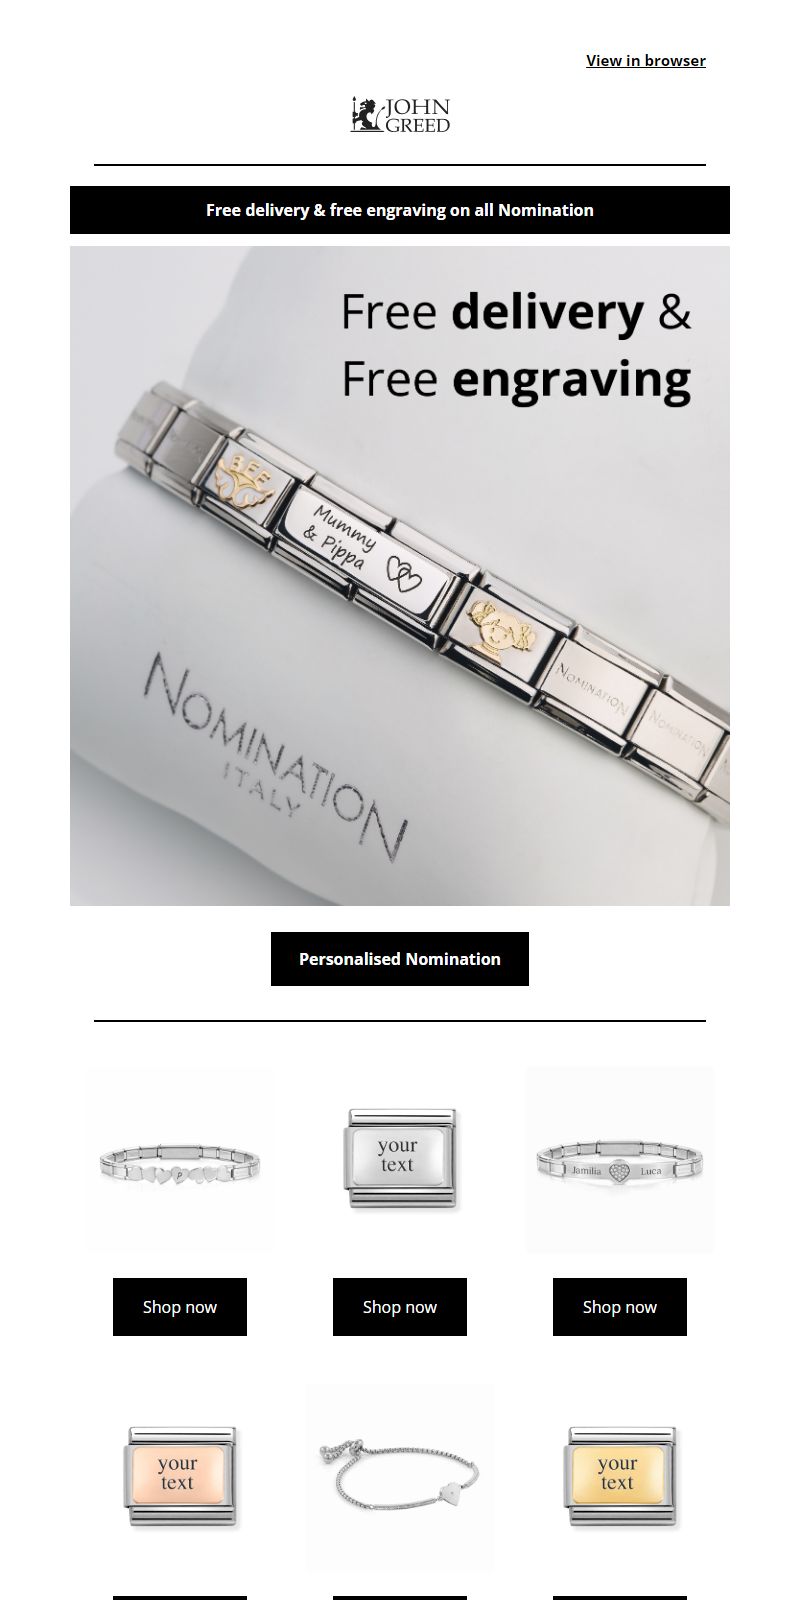 View in browser
JOHN
GREED
Free delivery & free engraving on all Nomination
Free delivery &
Free engraving
BEE
Mummy
& Pippa
NOMINATION
NOMINATION
NOMINATION
ITALY
Personalised Nomination
your
text
Jamilia Luca
Shop now
Shop now
Shop now
your
text
your
text